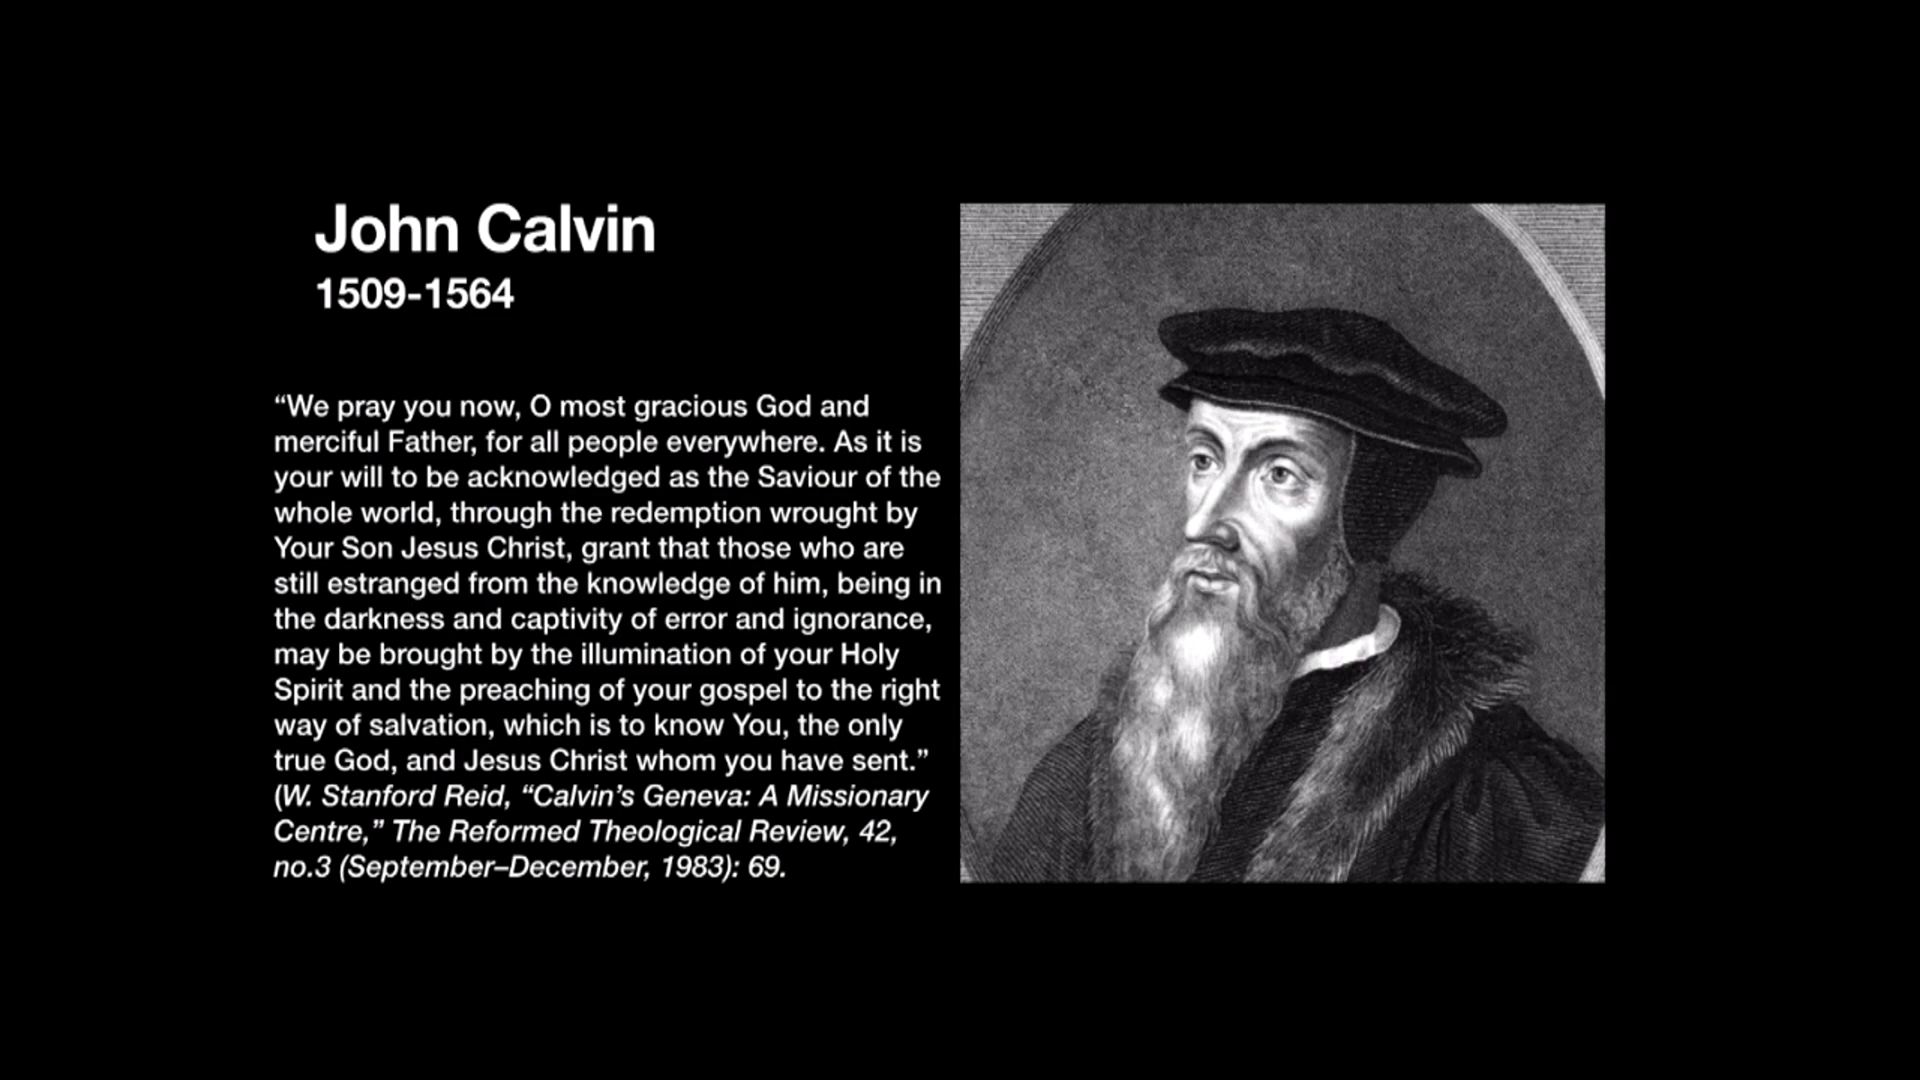 John Calvin
1509-1564
“We pray you now, O most gracious God and
merciful Father, for all people everywhere. As it is
your will to be acknowledged as the Saviour of the
whole world, through the redemption wrought by
Your Son Jesus Christ, grant that those who are
still estranged from the knowledge of him, being in
the darkness and captivity of error and ignorance,
may be brought by the illumination of your Holy
Spirit and the preaching of your gospel to the right
way of salvation, which is to know You, the only
true God, and Jesus Christ whom you have sent.”
(W. Stanford Reid, “Calvin’s Geneva: A Missionary
Centre,” The Reformed Theological Review, 42,
no.3 (September–December, 1983): 69.